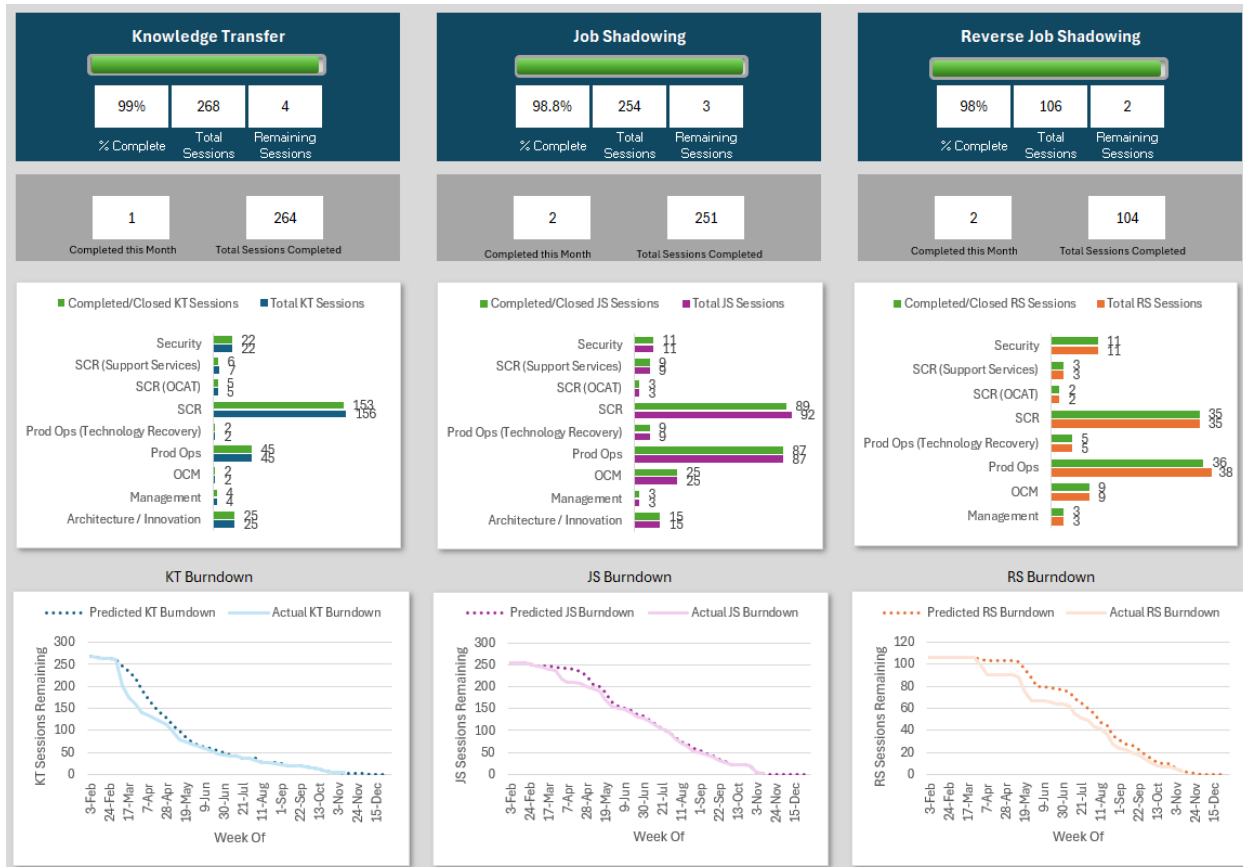 Knowledge Transfer
99% 268 4
% Complete Total Sessions Remaining Sessions
1 264
Completed this Month Total Sessions Completed
Job Shadowing
98.8% 254 3
% Complete Total Sessions Remaining Sessions
2 251
Completed this Month Total Sessions Completed
Reverse Job Shadowing
98% 106 2
% Complete Total Sessions Remaining Sessions
2 104
Completed this Month Total Sessions Completed
Completed/Closed KT Sessions Total KT Sessions
Security 22 22
SCR (Support Services) 6 7
SCR (OCAT) 5 5
SCR 153 156
Prod Ops (Technology Recovery) 2 2
Prod Ops 45 45
OCM 2 2
Management 4 4
Architecture / Innovation 25 25
Completed/Closed JS Sessions Total JS Sessions
Security 11 11
SCR (Support Services) 9 9
SCR (OCAT) 3 3
SCR 89 92
Prod Ops (Technology Recovery) 9 9
Prod Ops 87 87
OCM 25 25
Management 3 3
Architecture / Innovation 15 15
Completed/Closed RS Sessions Total RS Sessions
Security 11 11
SCR (Support Services) 3 3
SCR (OCAT) 2 2
SCR 35 35
Prod Ops (Technology Recovery) 5 5
Prod Ops 36 38
OCM 9 9
Management 3 3
KT Burndown
Predicted KT Burndown Actual KT Burndown
KT Sessions Remaining
300
250
200
150
100
50
0
3-Feb 24-Feb 17-Mar 7-Apr 28-Apr 19-May 9-Jun 30-Jun 21-Jul 11-Aug 1-Sep 22-Sep 13-Oct 3-Nov 24-Nov 15-Dec
Week Of
JS Burndown
Predicted JS Burndown Actual JS Burndown
JS Sessions Remaining
300
250
200
150
100
50
0
3-Feb 24-Feb 17-Mar 7-Apr 28-Apr 19-May 9-Jun 30-Jun 21-Jul 11-Aug 1-Sep 22-Sep 13-Oct 3-Nov 24-Nov 15-Dec
Week Of
RS Burndown
Predicted RS Burndown Actual RS Burndown
RS Sessions Remaining
120
100
80
60
40
20
0
3-Feb 24-Feb 17-Mar 7-Apr 28-Apr 19-May 9-Jun 30-Jun 21-Jul 11-Aug 1-Sep 22-Sep 13-Oct 3-Nov 24-Nov 15-Dec
Week Of